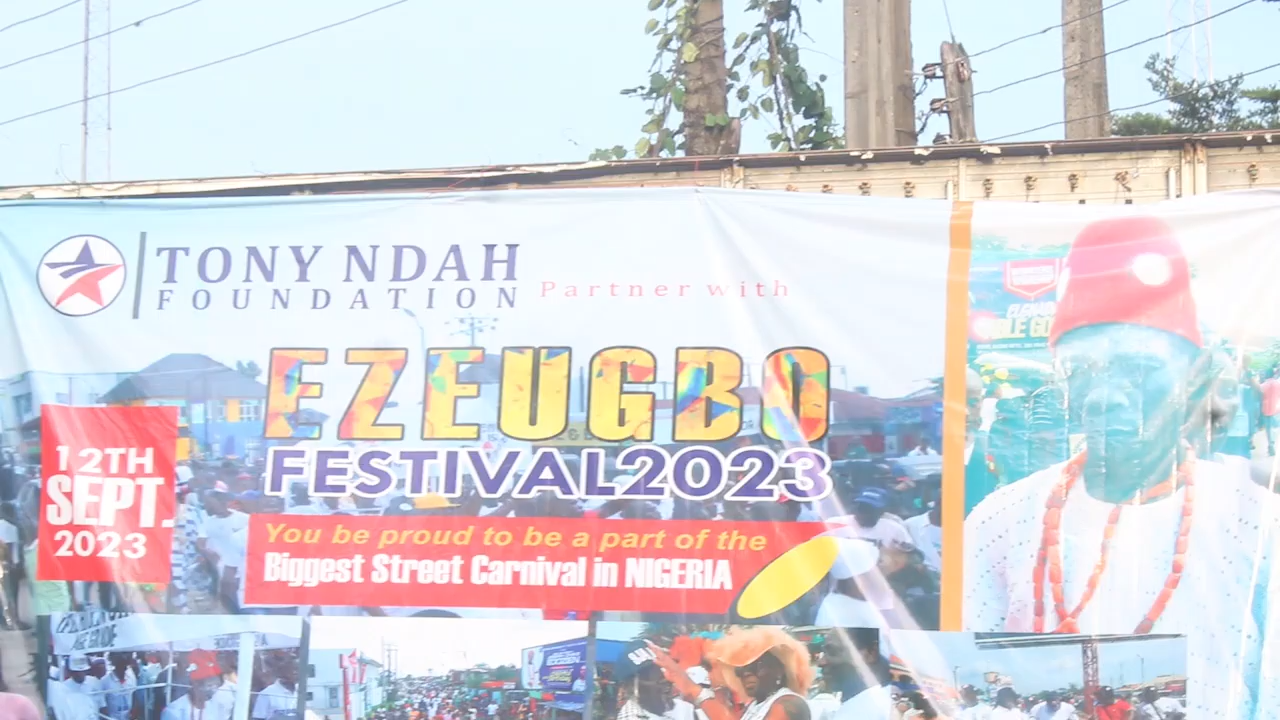 TONY NDAH
FOUNDATION
Partner with
EZEUGBO
FESTIVAL2023
12TH
SEPT.
2023
You be proud to be a part of the
Biggest Street Carnival in NIGERIA